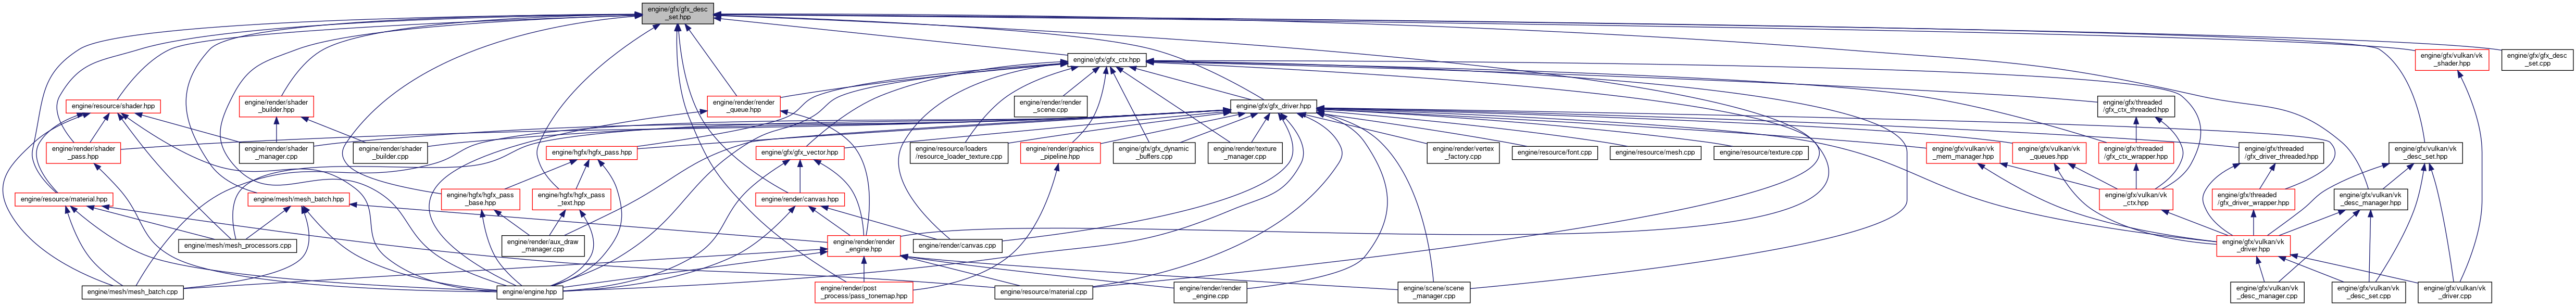 engine/gfx/gfx_desc
_set.hpp
engine/gfx/gfx_ctx.hpp
engine/gfx/vulkan/vk
_shader.hpp
engine/gfx/gfx_desc
_set.cpp
engine/resource/shader.hpp
engine/render/shader
_builder.hpp
engine/render/render
_queue.hpp
engine/render/render
_scene.cpp
engine/gfx/gfx_driver.hpp
engine/gfx/threaded
/gfx_ctx_threaded.hpp
engine/render/shader
_pass.hpp
engine/render/shader
_manager.cpp
engine/render/shader
_builder.cpp
engine/hgfx/hgfx_pass.hpp
engine/gfx/gfx_vector.hpp
engine/resource/loaders
/resource_loader_texture.cpp
engine/render/graphics
_pipeline.hpp
engine/gfx/gfx_dynamic
_buffers.cpp
engine/render/texture
_manager.cpp
engine/render/vertex
_factory.cpp
engine/resource/font.cpp
engine/resource/mesh.cpp
engine/resource/texture.cpp
engine/gfx/vulkan/vk
_mem_manager.hpp
engine/gfx/vulkan/vk
_queues.hpp
engine/gfx/threaded
/gfx_ctx_wrapper.hpp
engine/gfx/threaded
/gfx_driver_threaded.hpp
engine/gfx/vulkan/vk
_desc_set.hpp
engine/resource/material.hpp
engine/mesh/mesh_batch.hpp
engine/hgfx/hgfx_pass
_base.hpp
engine/hgfx/hgfx_pass
_text.hpp
engine/render/canvas.hpp
engine/gfx/vulkan/vk
_ctx.hpp
engine/gfx/threaded
/gfx_driver_wrapper.hpp
engine/gfx/vulkan/vk
_desc_manager.hpp
engine/mesh/mesh_processors.cpp
engine/render/aux_draw
_manager.cpp
engine/render/render
_engine.hpp
engine/render/canvas.cpp
engine/gfx/vulkan/vk
_driver.hpp
engine/mesh/mesh_batch.cpp
engine/engine.hpp
engine/render/post
_process/pass_tonemap.hpp
engine/resource/material.cpp
engine/render/render
_engine.cpp
engine/scene/scene
_manager.cpp
engine/gfx/vulkan/vk
_desc_manager.cpp
engine/gfx/vulkan/vk
_desc_set.cpp
engine/gfx/vulkan/vk
_driver.cpp